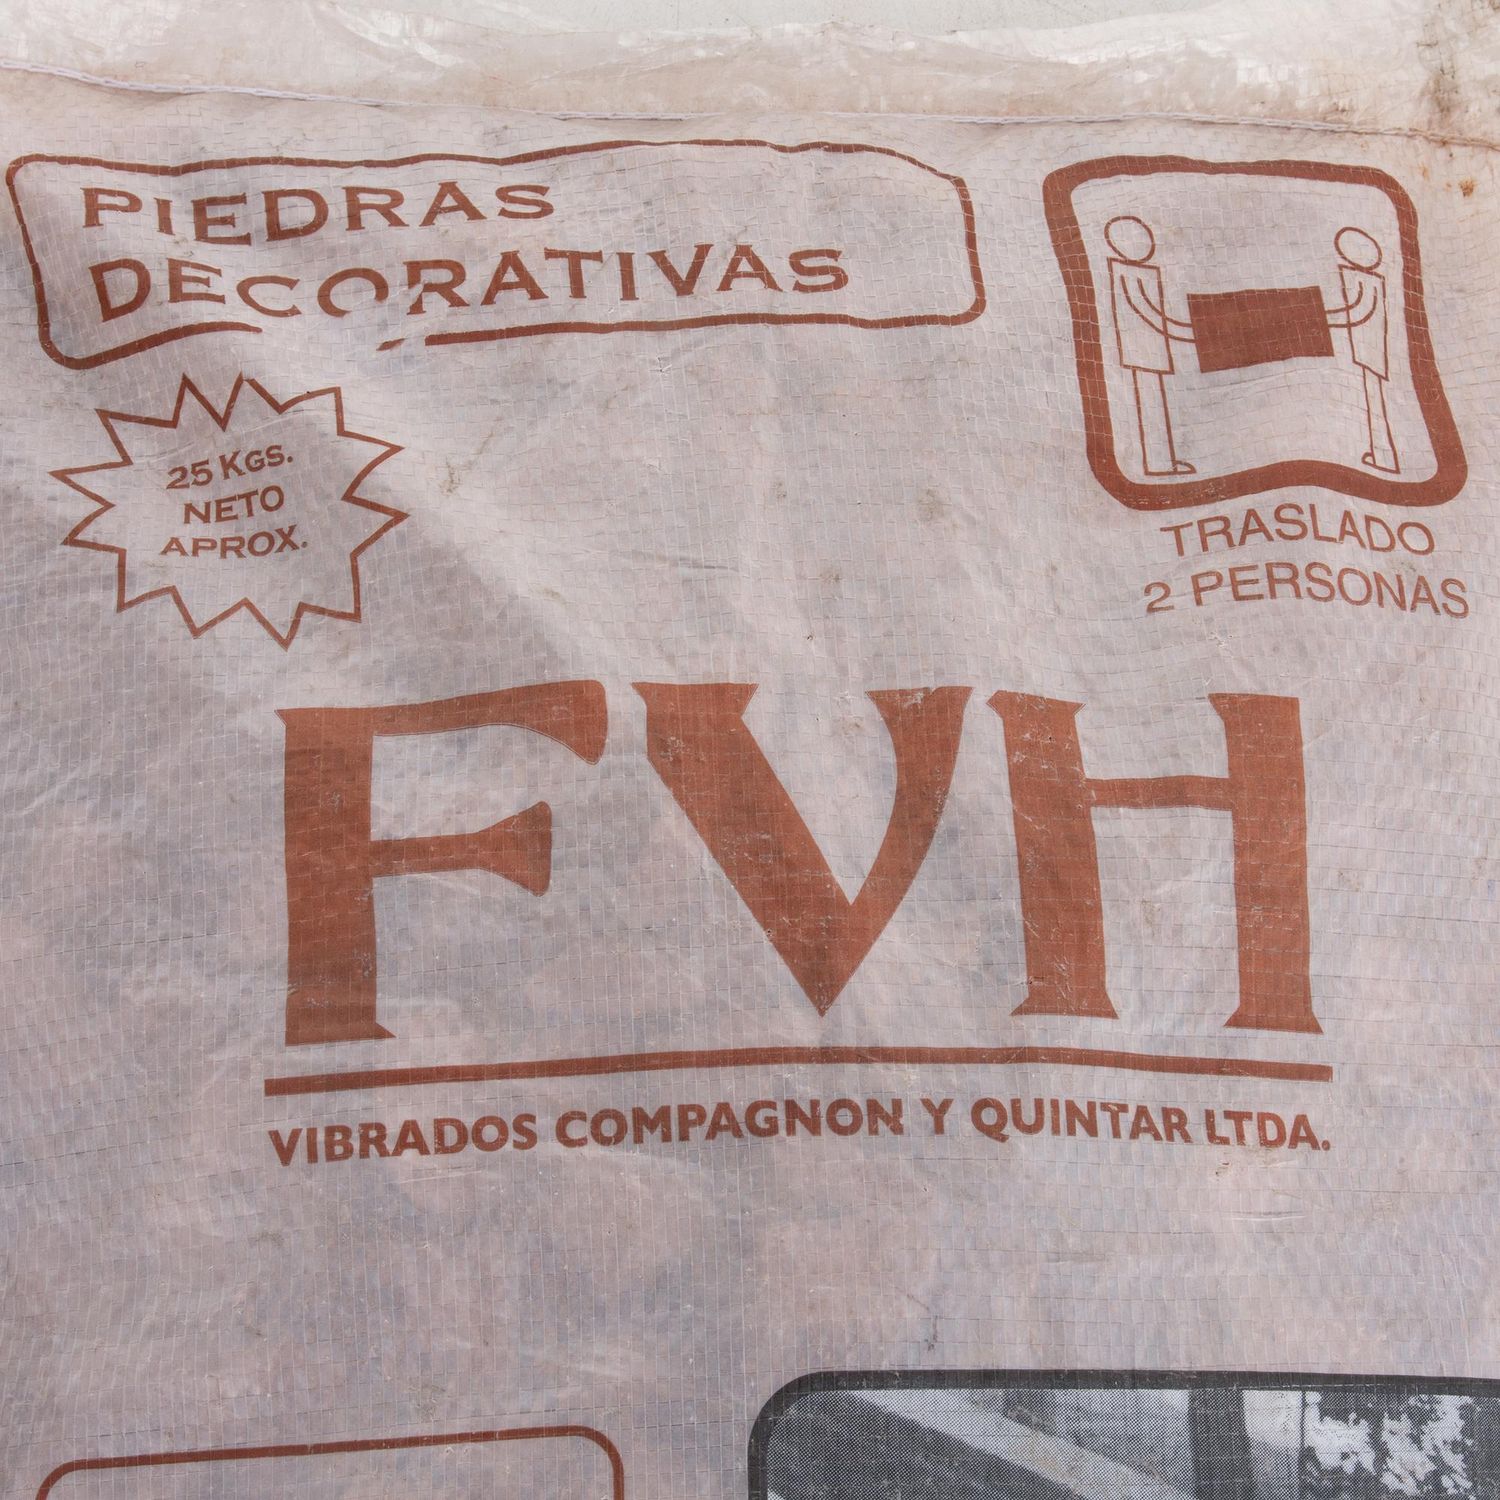 PIEDRAS
DECORATIVAS
25 KGS.
NETO
APROX.
TRASLADO
2 PERSONAS
FVH
VIBRADOS COMPAGNON Y QUINTAR LTDA.